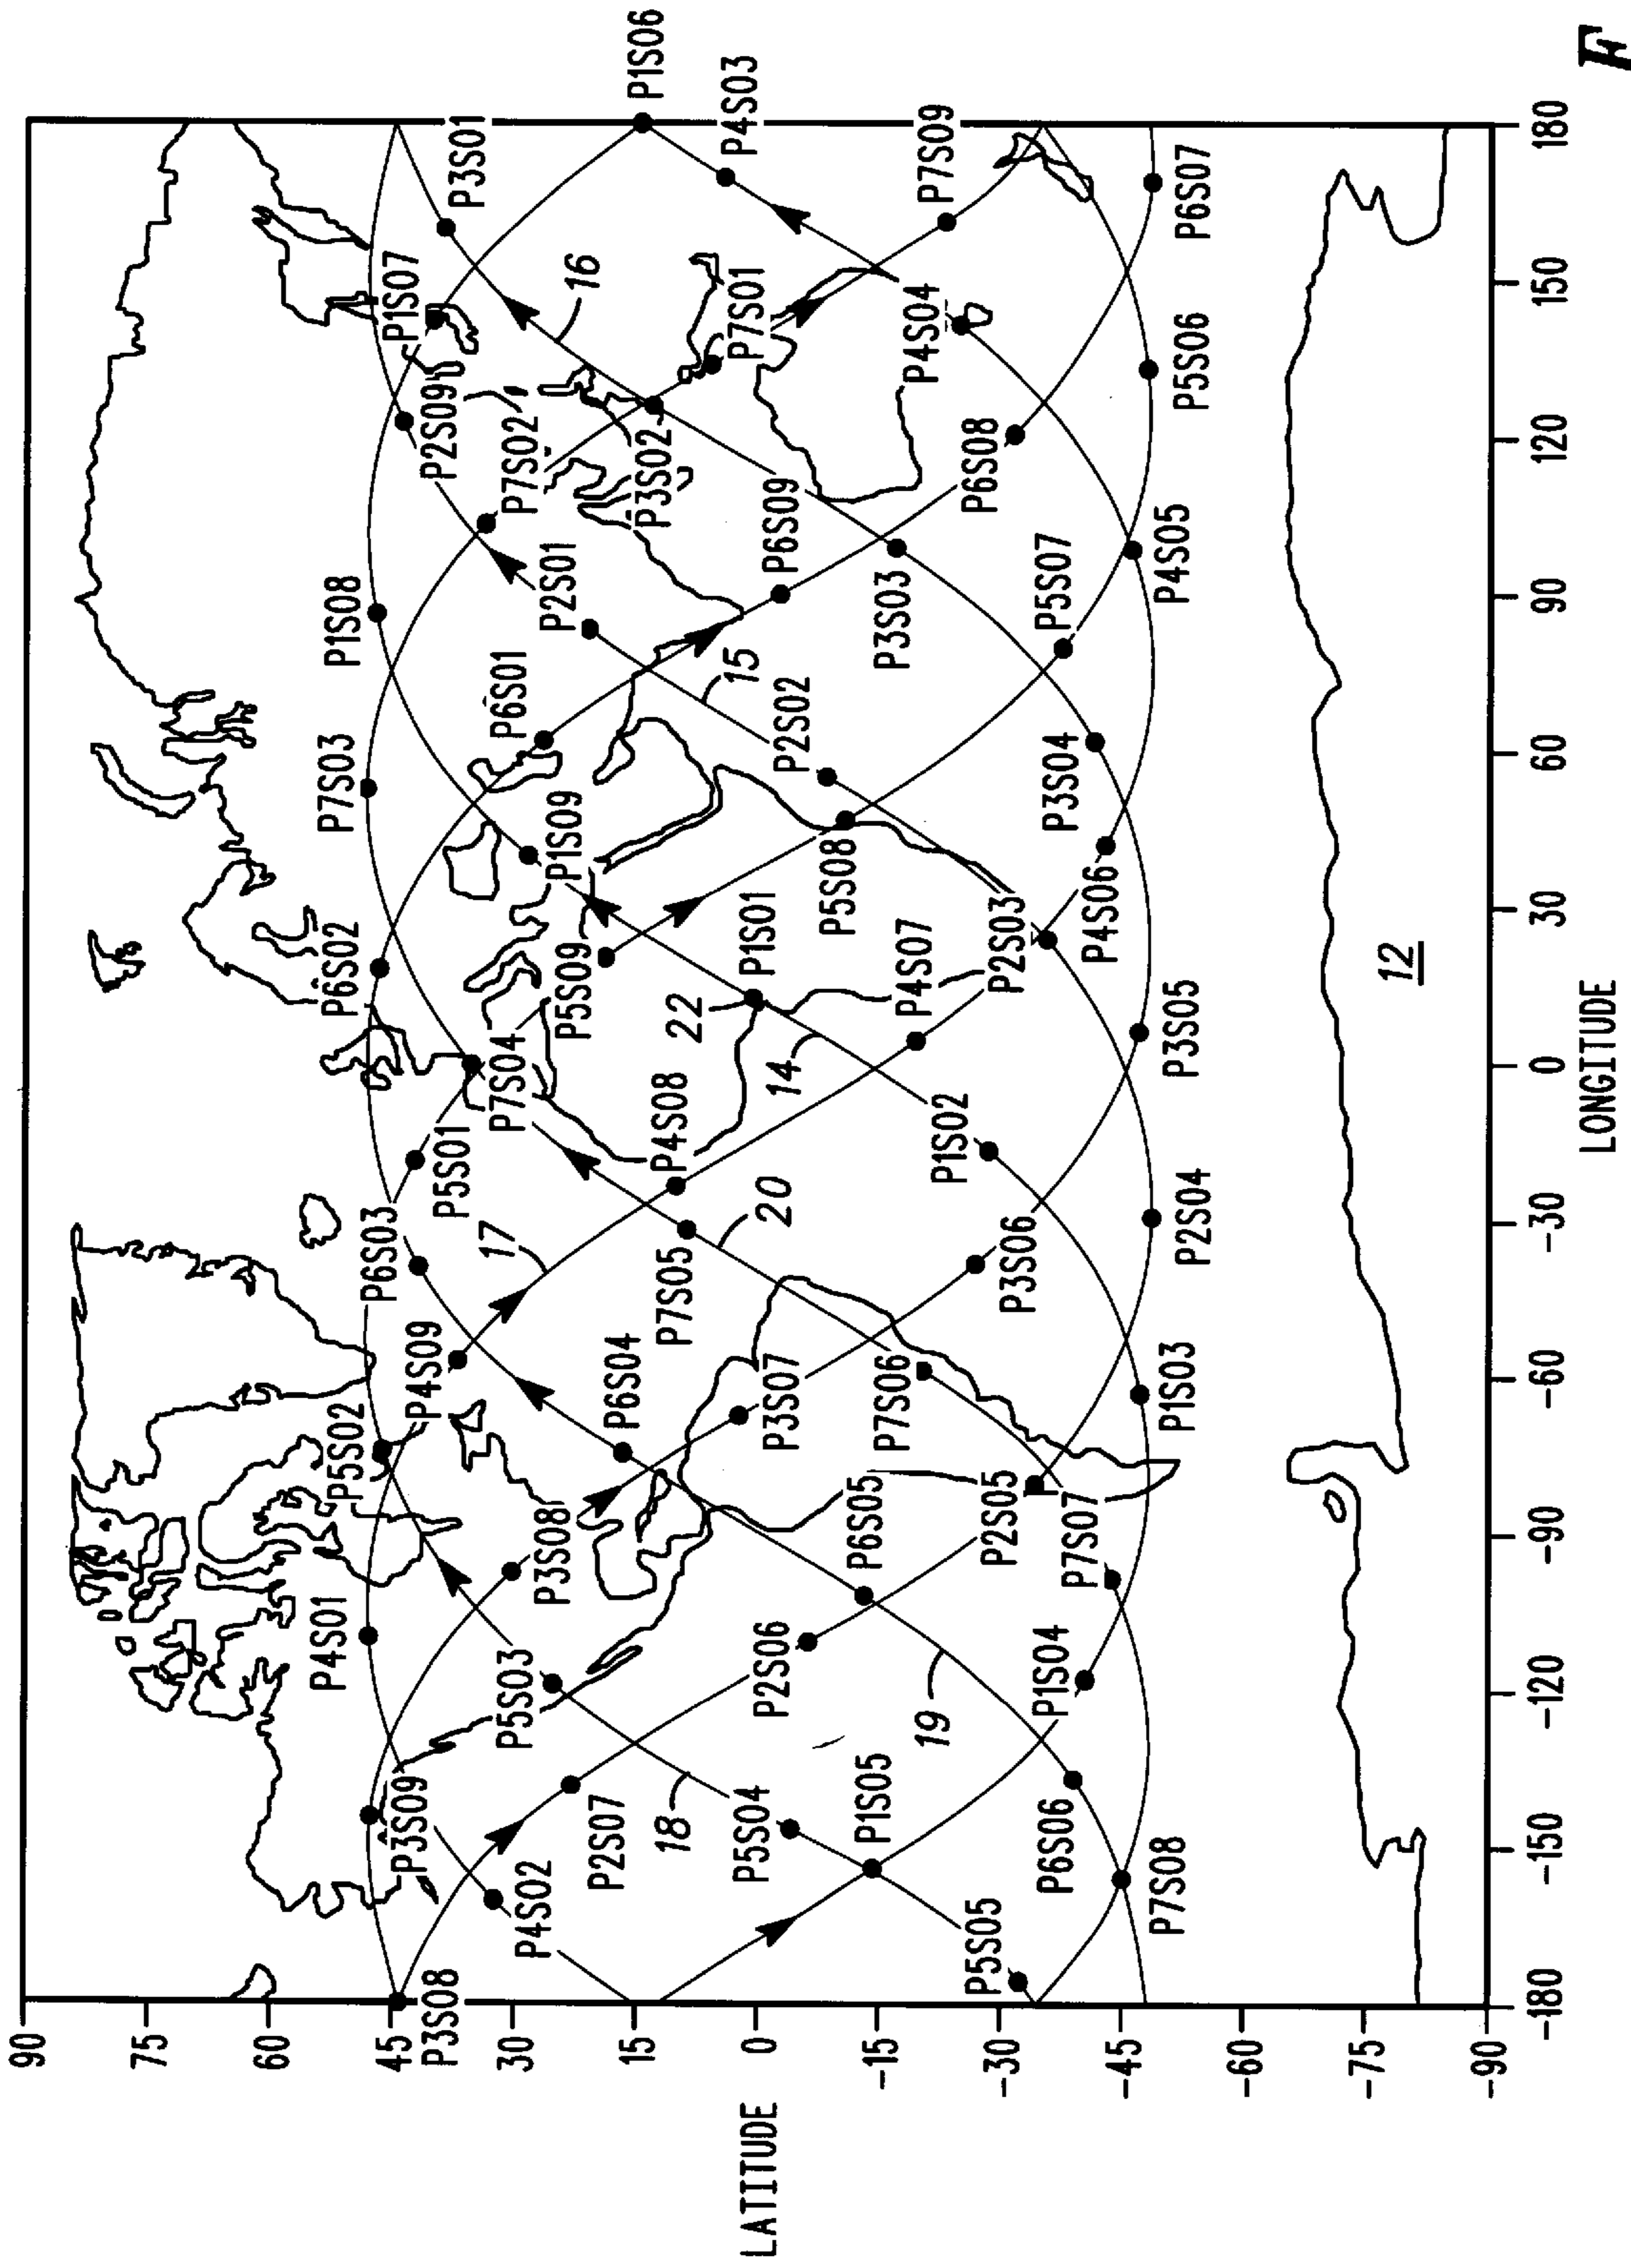 90
75
60
P4S01 P5S02 P6S03 P6S02 P7S03 P1S08
45
P3S08 P3S09 P4S09 P5S01 P2S09 P1S07 P3S01
30
P4S02 P5S03 P3S08 17 P7S04 P6S01 P7S02
P2S07 P6S04 P5S09 P1S09 P2S01 16
15
18 P7S05 P4S08 22 P3S02 P1S06
LATITUDE
0
P5S04 P2S06 P3S07 20 14 P1S01 P2S02 15 P6S09 P7S01 P4S03
-15
P1S05 P6S05 P7S06 P5S08 P3S03 P4S04 P7S09
P5S05 19 P2S05 P3S06 P1S02 P4S07 P2S03 P6S08
-30
P6S06 P1S04 P7S07 P4S06 P3S04 P5S07
-45
P7S08 P1S03 P2S04 P3S05 P4S05 P5S06 P6S07
-60
-75
12
-90
-180 -150 -120 -90 -60 -30 0 30 60 90 120 150 180
LONGITUDE
F